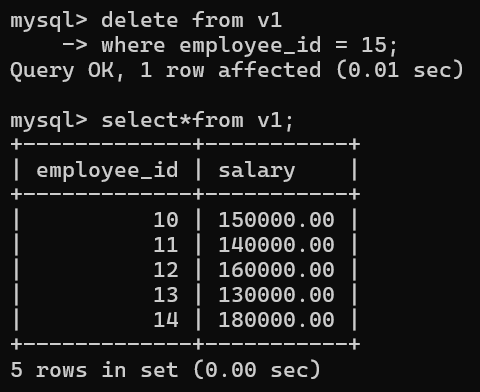 mysql> delete from v1
    -> where employee_id = 15;
Query OK, 1 row affected (0.01 sec)

mysql> select*from v1;
+-------------+-----------+
| employee_id | salary    |
+-------------+-----------+
|          10 | 150000.00 |
|          11 | 140000.00 |
|          12 | 160000.00 |
|          13 | 130000.00 |
|          14 | 180000.00 |
+-------------+-----------+
5 rows in set (0.00 sec)